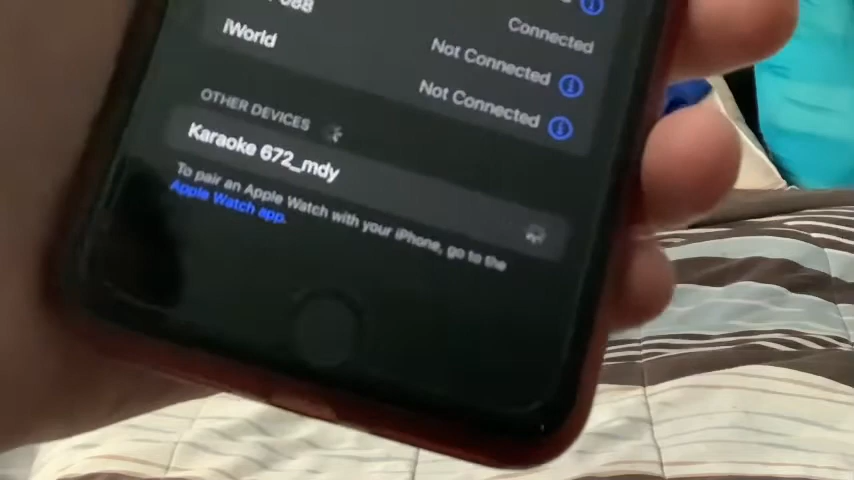 Connected
iWorld
Not Connected
Not Connected
OTHER DEVICES
Karaoke 672_mdy
To pair an Apple Watch with your iPhone, go to the
Apple Watch app.